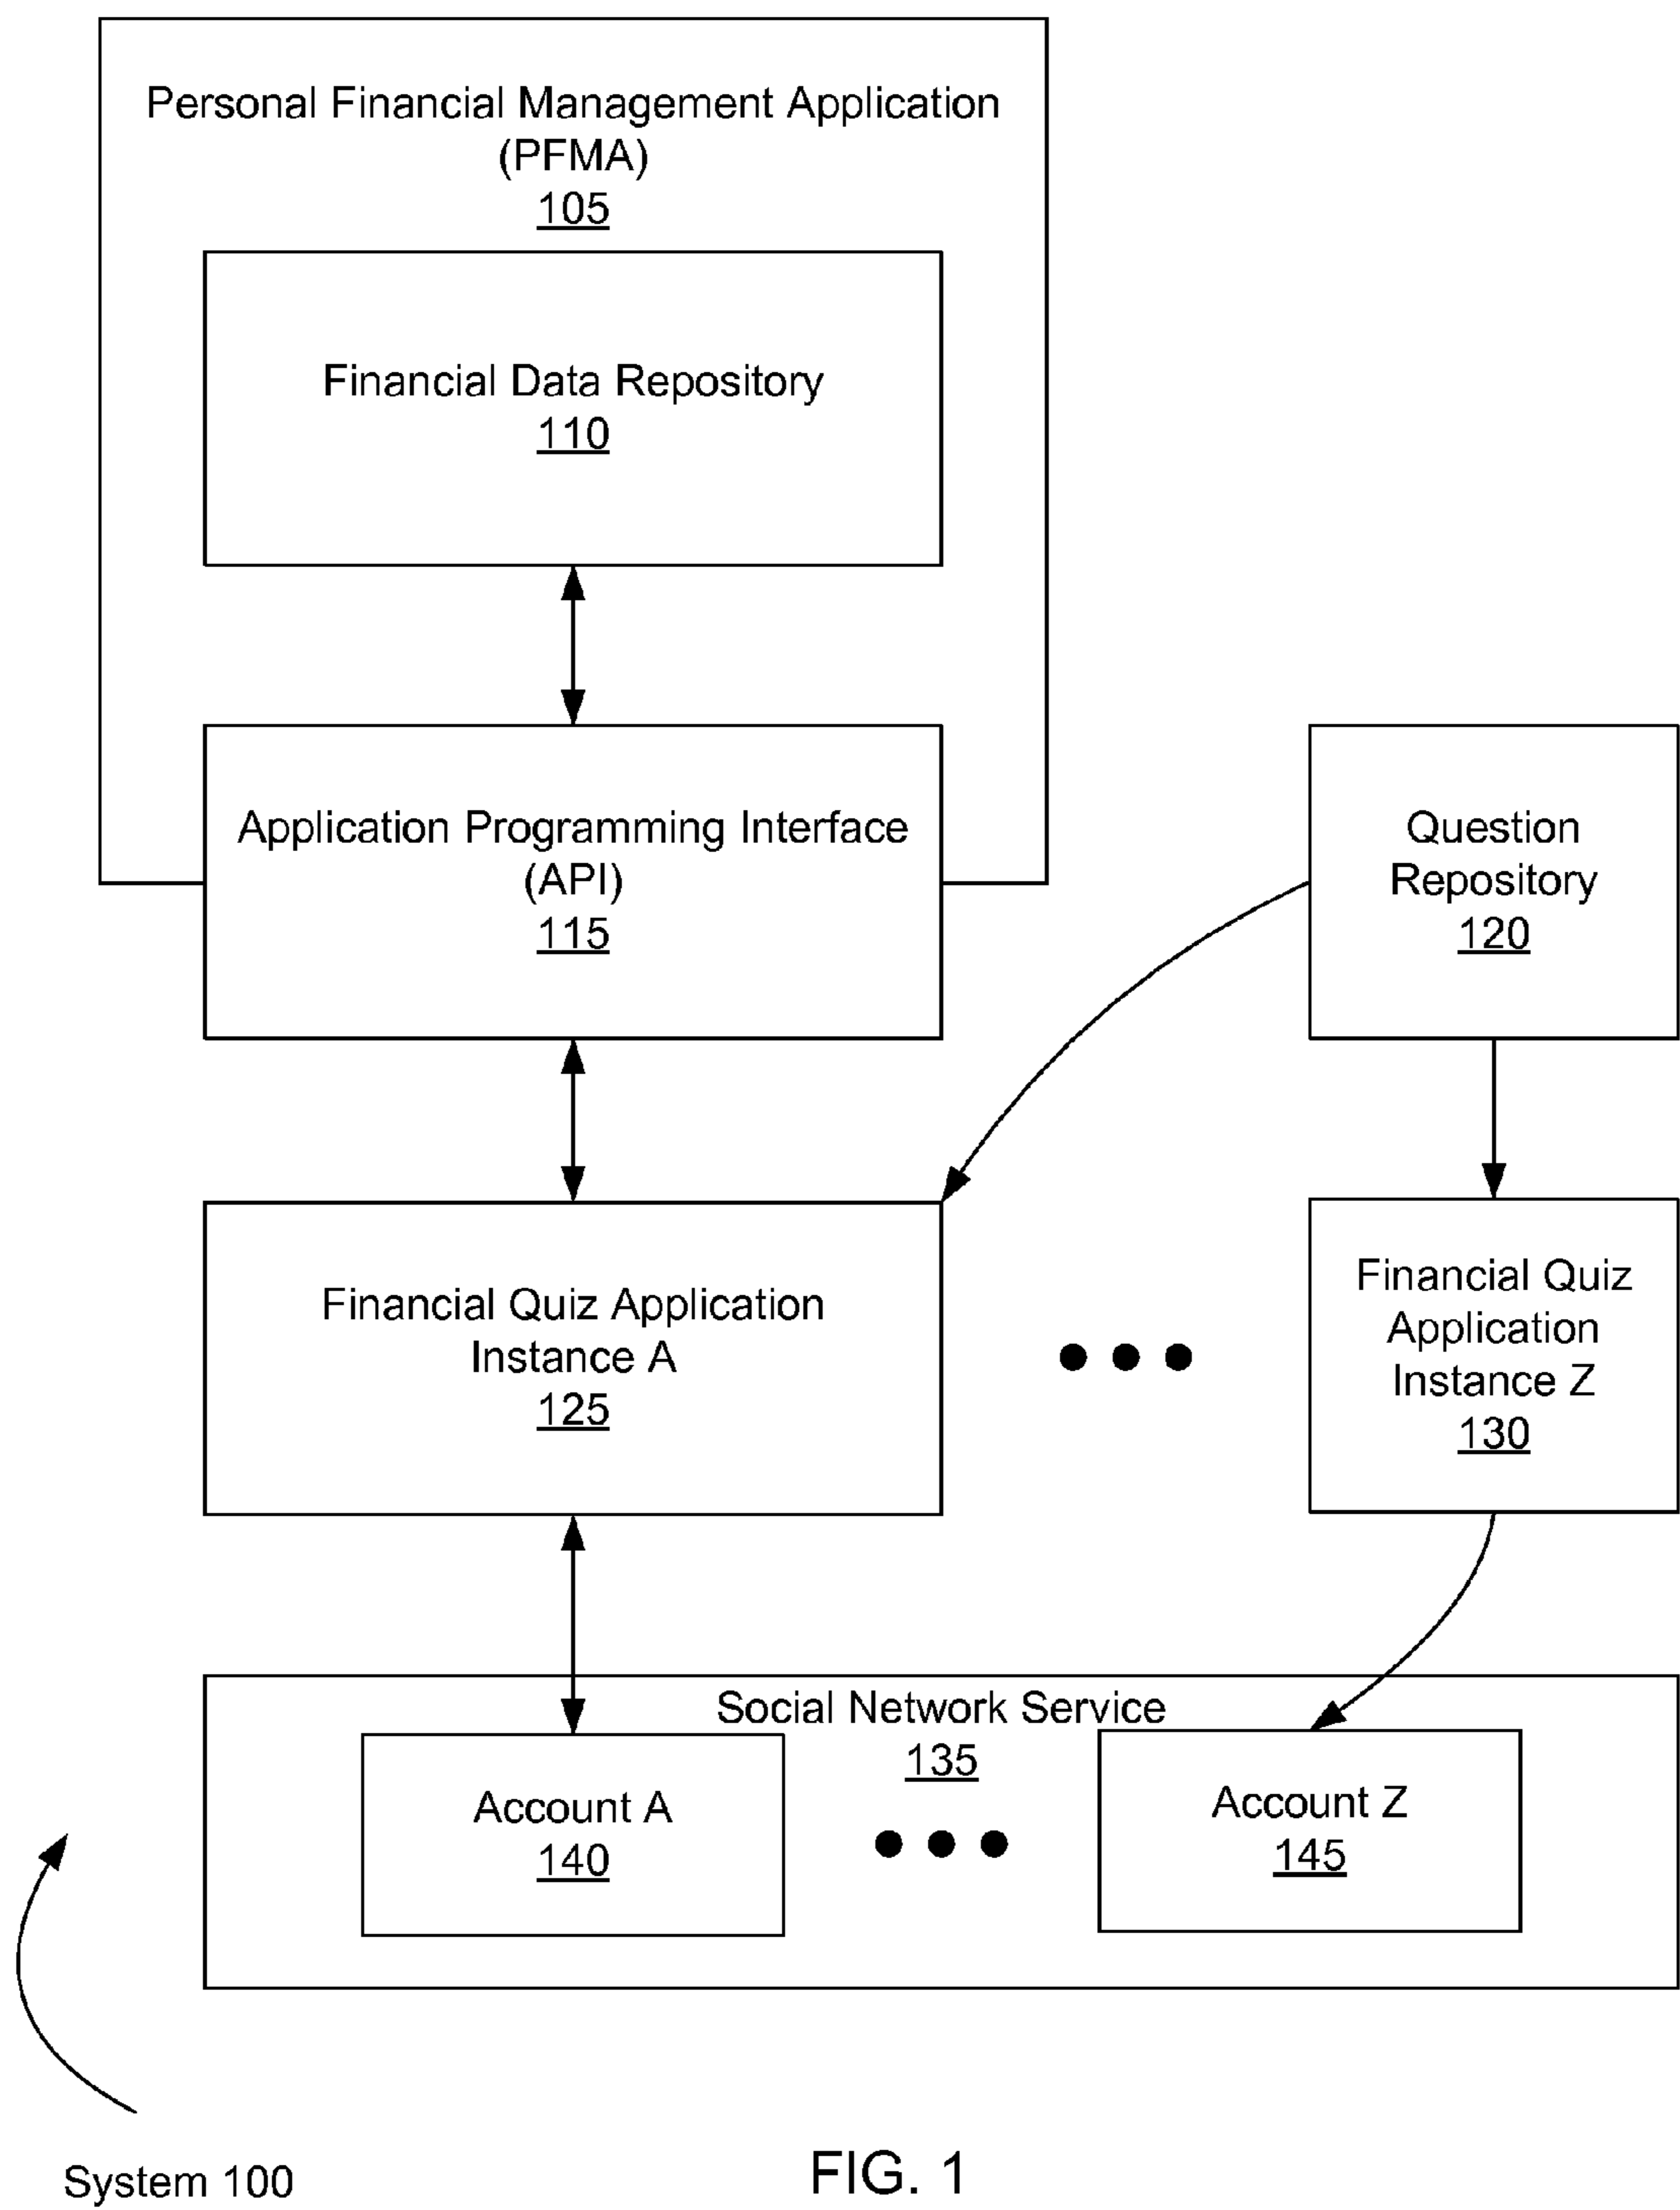 Personal Financial Management Application
(PFMA)
105
Financial Data Repository
110
Application Programming Interface
(API)
115
Question
Repository
120
Financial Quiz Application
Instance A
125
Financial Quiz
Application
Instance Z
130
Social Network Service
135
Account A
140
Account Z
145
System 100
FIG. 1